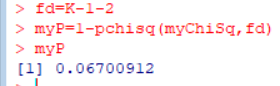 > fd=K-1-2
> myP=1-pchisq(myChiSq,fd)
> myP
[1] 0.06700912
>